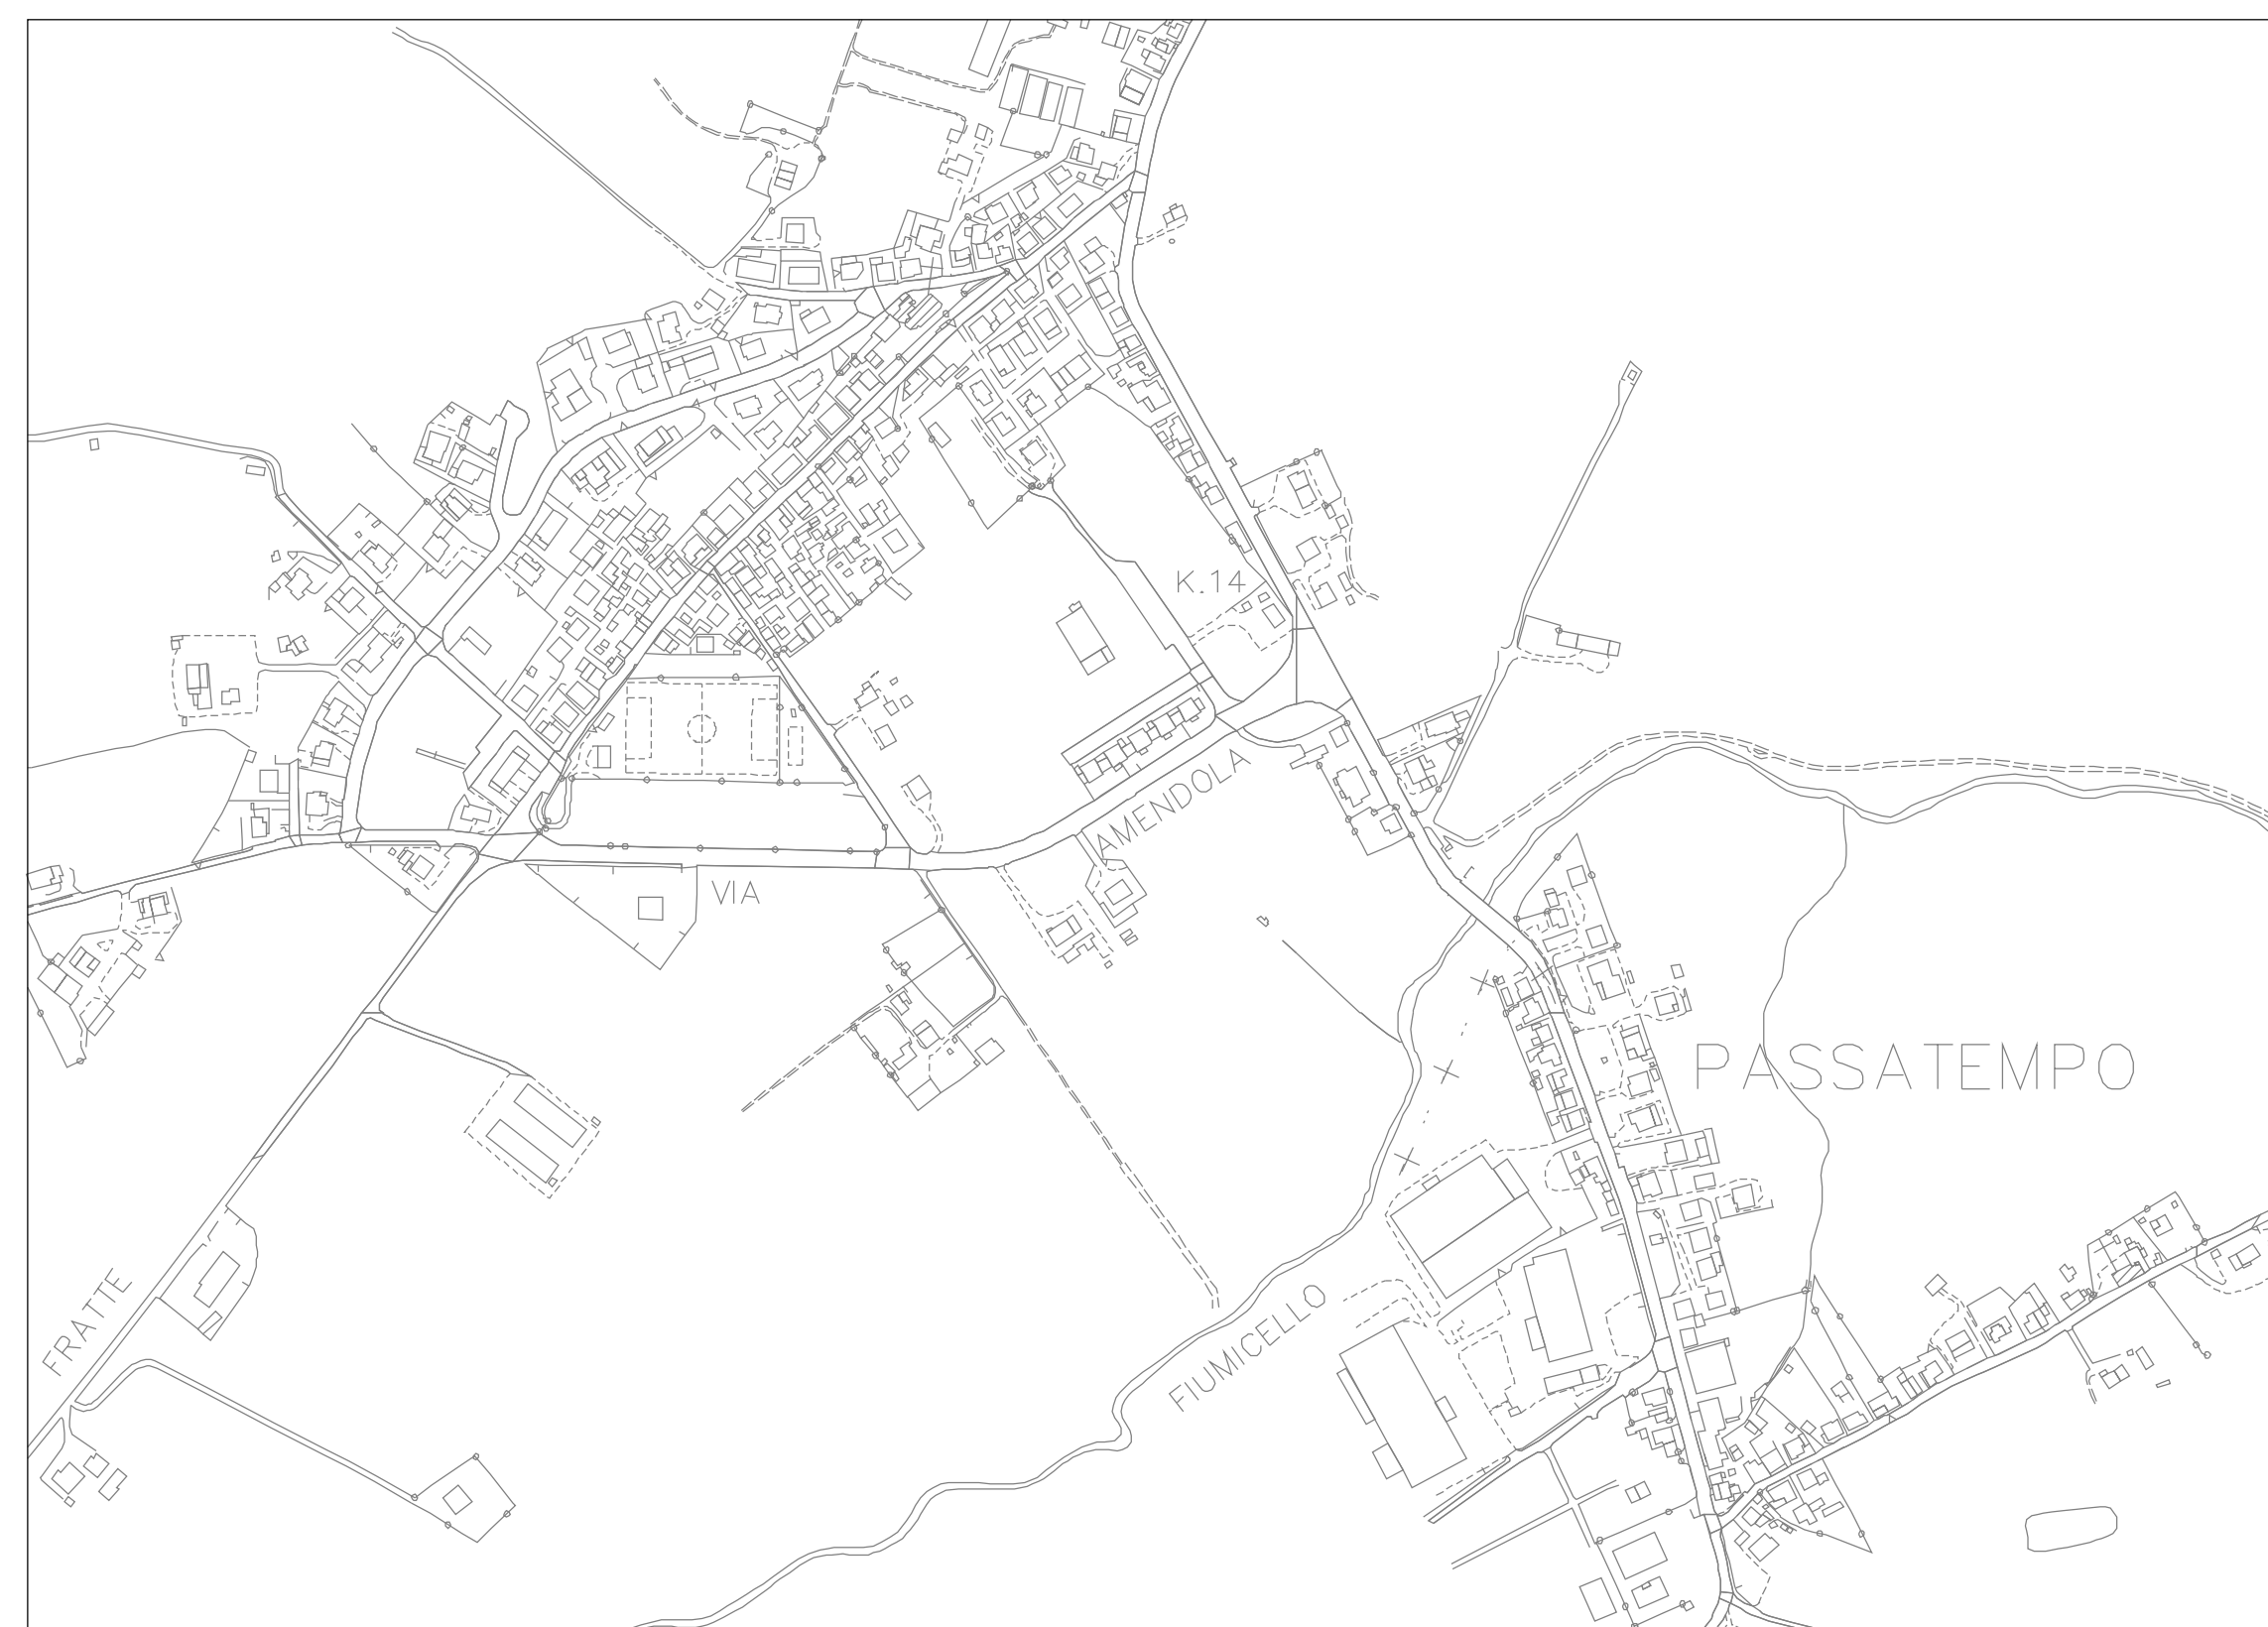 K.14
AMENDOLA
VIA
PASSATEMPO
FRATTE
FIUMICELLO